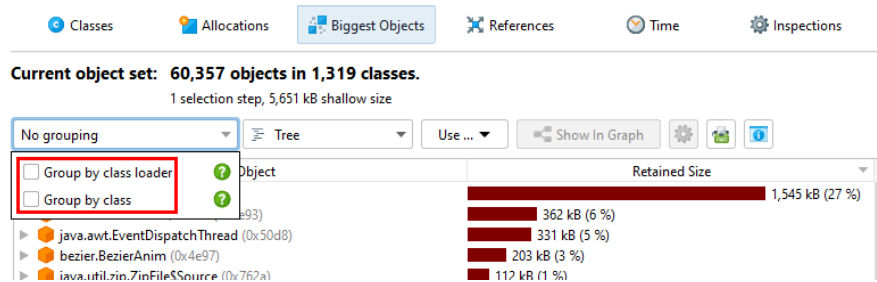 Classes Allocations Biggest Objects References Time Inspections
Current object set: 60,357 objects in 1,319 classes.
1 selection step, 5,651 kB shallow size
No grouping Tree Use ... Show In Graph
Group by class loader Object Retained Size
1,545 kB (27 %)
Group by class
e93) 362 kB (6 %)
java.awt.EventDispatchThread (0x50d8) 331 kB (5 %)
bezier.BezierAnim (0x4e97) 203 kB (3 %)
java.util.zip.ZipFile$Source (0x762a) 112 kB (1 %)